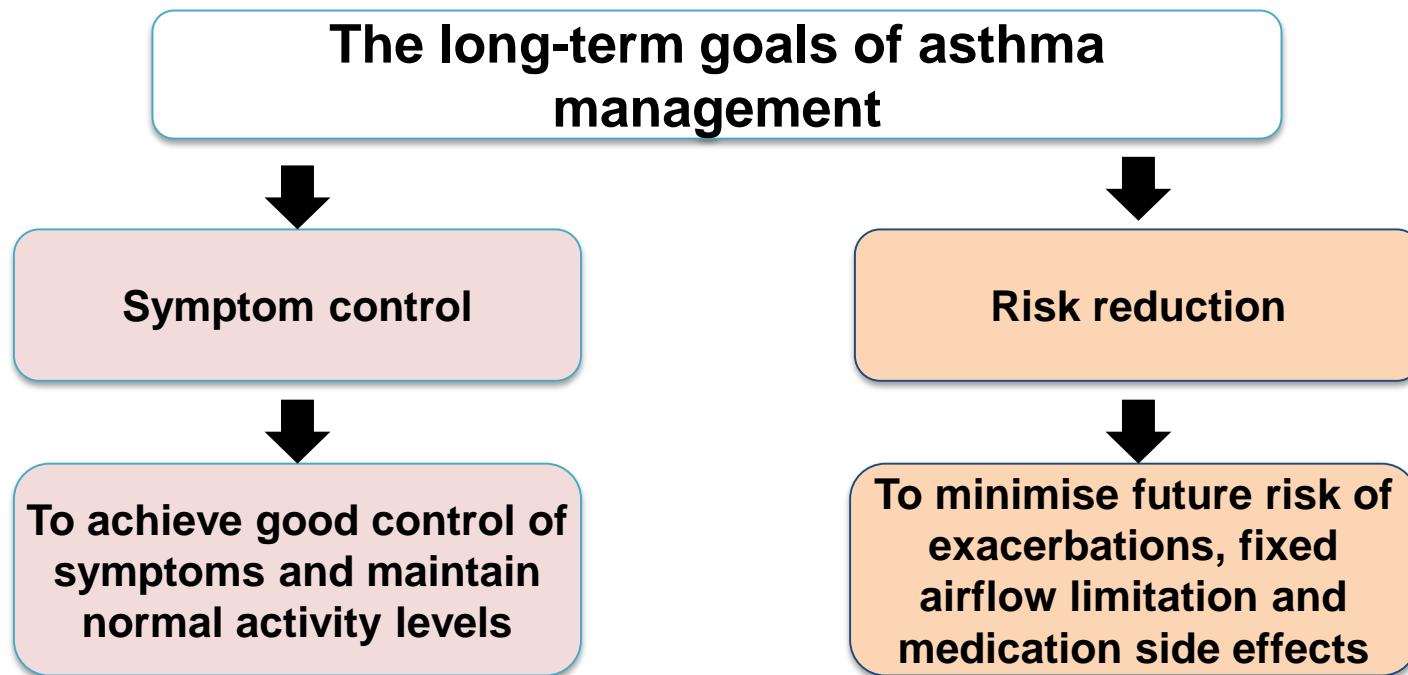 The long-term goals of asthma
management
Symptom control
Risk reduction
To achieve good control of
symptoms and maintain
normal activity levels
To minimise future risk of
exacerbations, fixed
airflow limitation and
medication side effects